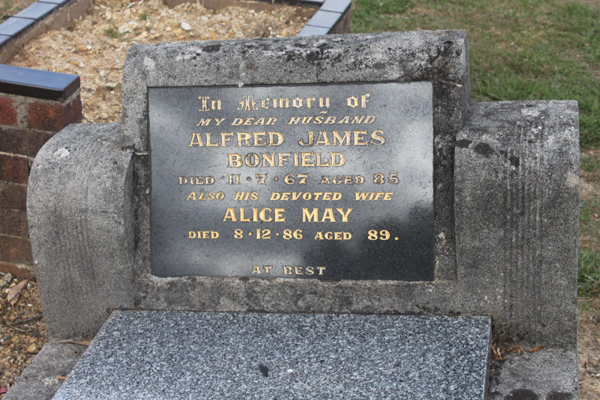 In Memory of
MY DEAR HUSBAND
ALFRED JAMES
BONFIELD
DIED 11·7·67 AGED 85
ALSO HIS DEVOTED WIFE
ALICE MAY
DIED 8·12·86 AGED 89.
AT REST